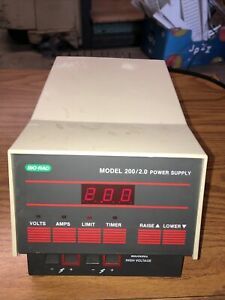 BIO-RAD
MODEL 200/2.0 POWER SUPPLY
200
VOLTS AMPS LIMIT TIMER RAISE▲ LOWER▼
HIGH VOLTAGE